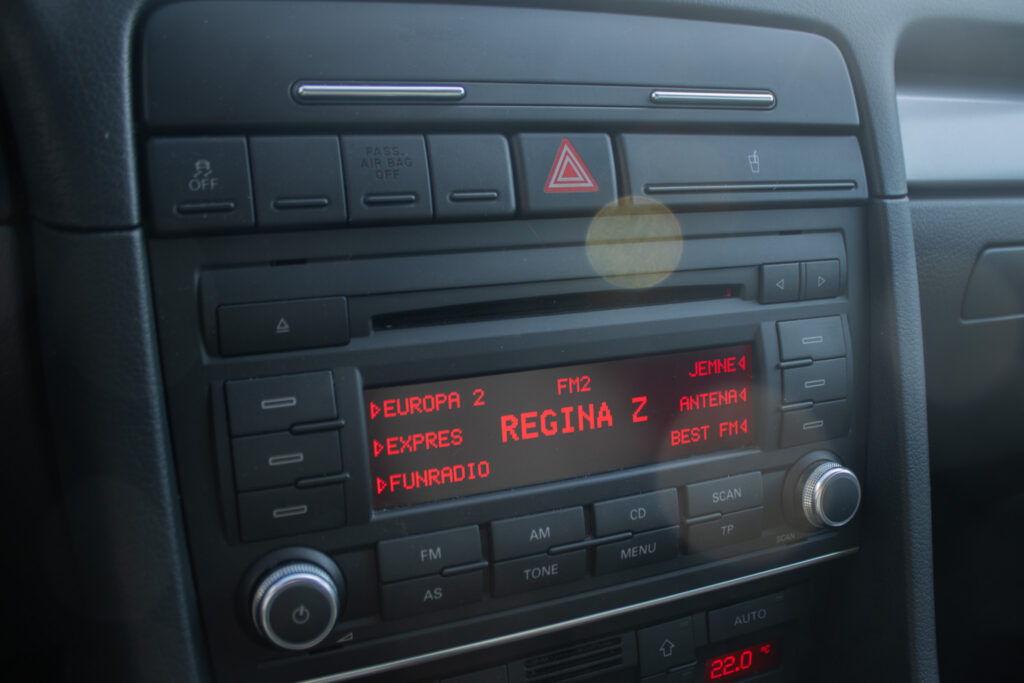 OFF
PASS.
AIR BAG
OFF
EUROPA 2
FM2
JEMNE
EXPRES
REGINA Z
ANTENA
FUNRADIO
BEST FM
FM
AM
CD
SCAN
AS
TONE
MENU
TP
SCAN
AUTO
22.0 °C